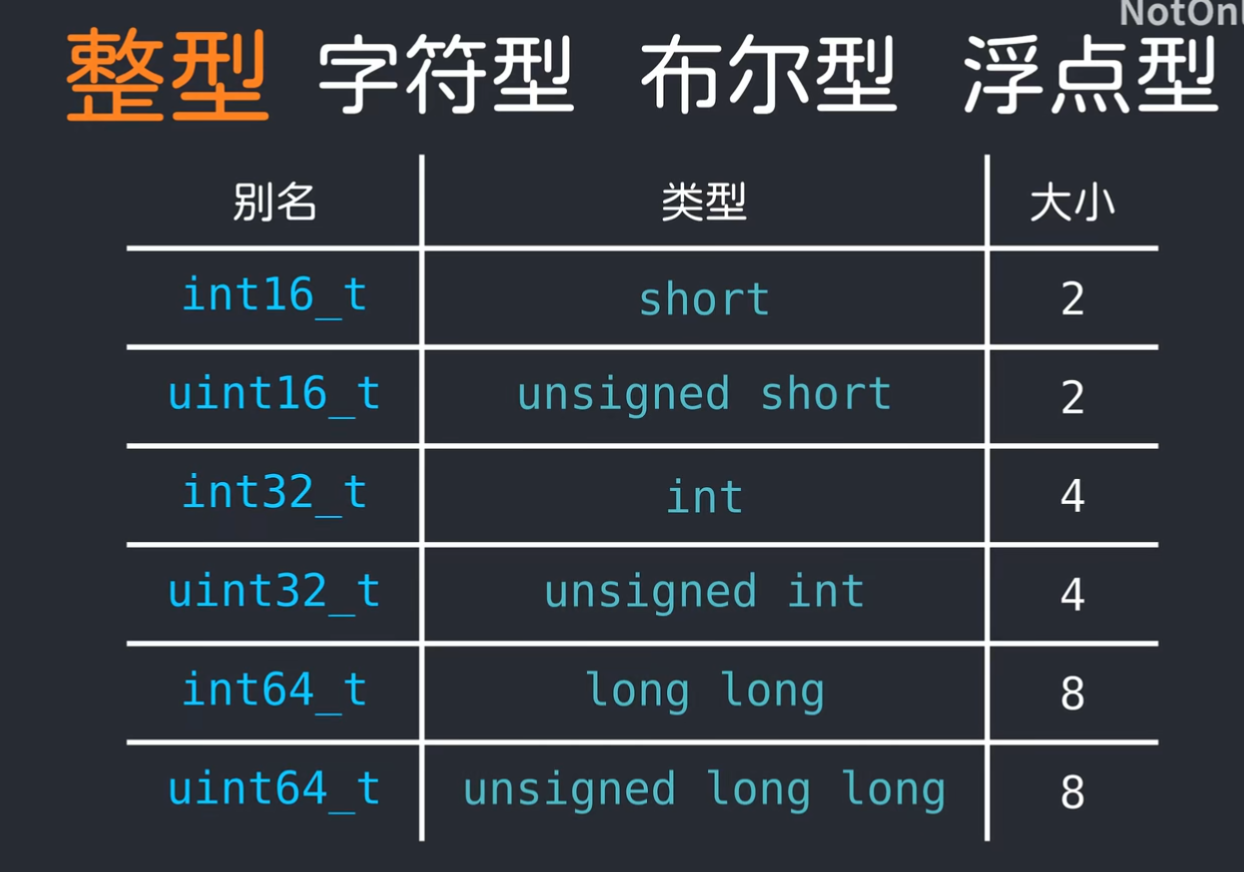 NotOnl
整型 字符型 布尔型 浮点型
别名 类型 大小
int16_t short 2
uint16_t unsigned short 2
int32_t int 4
uint32_t unsigned int 4
int64_t long long 8
uint64_t unsigned long long 8